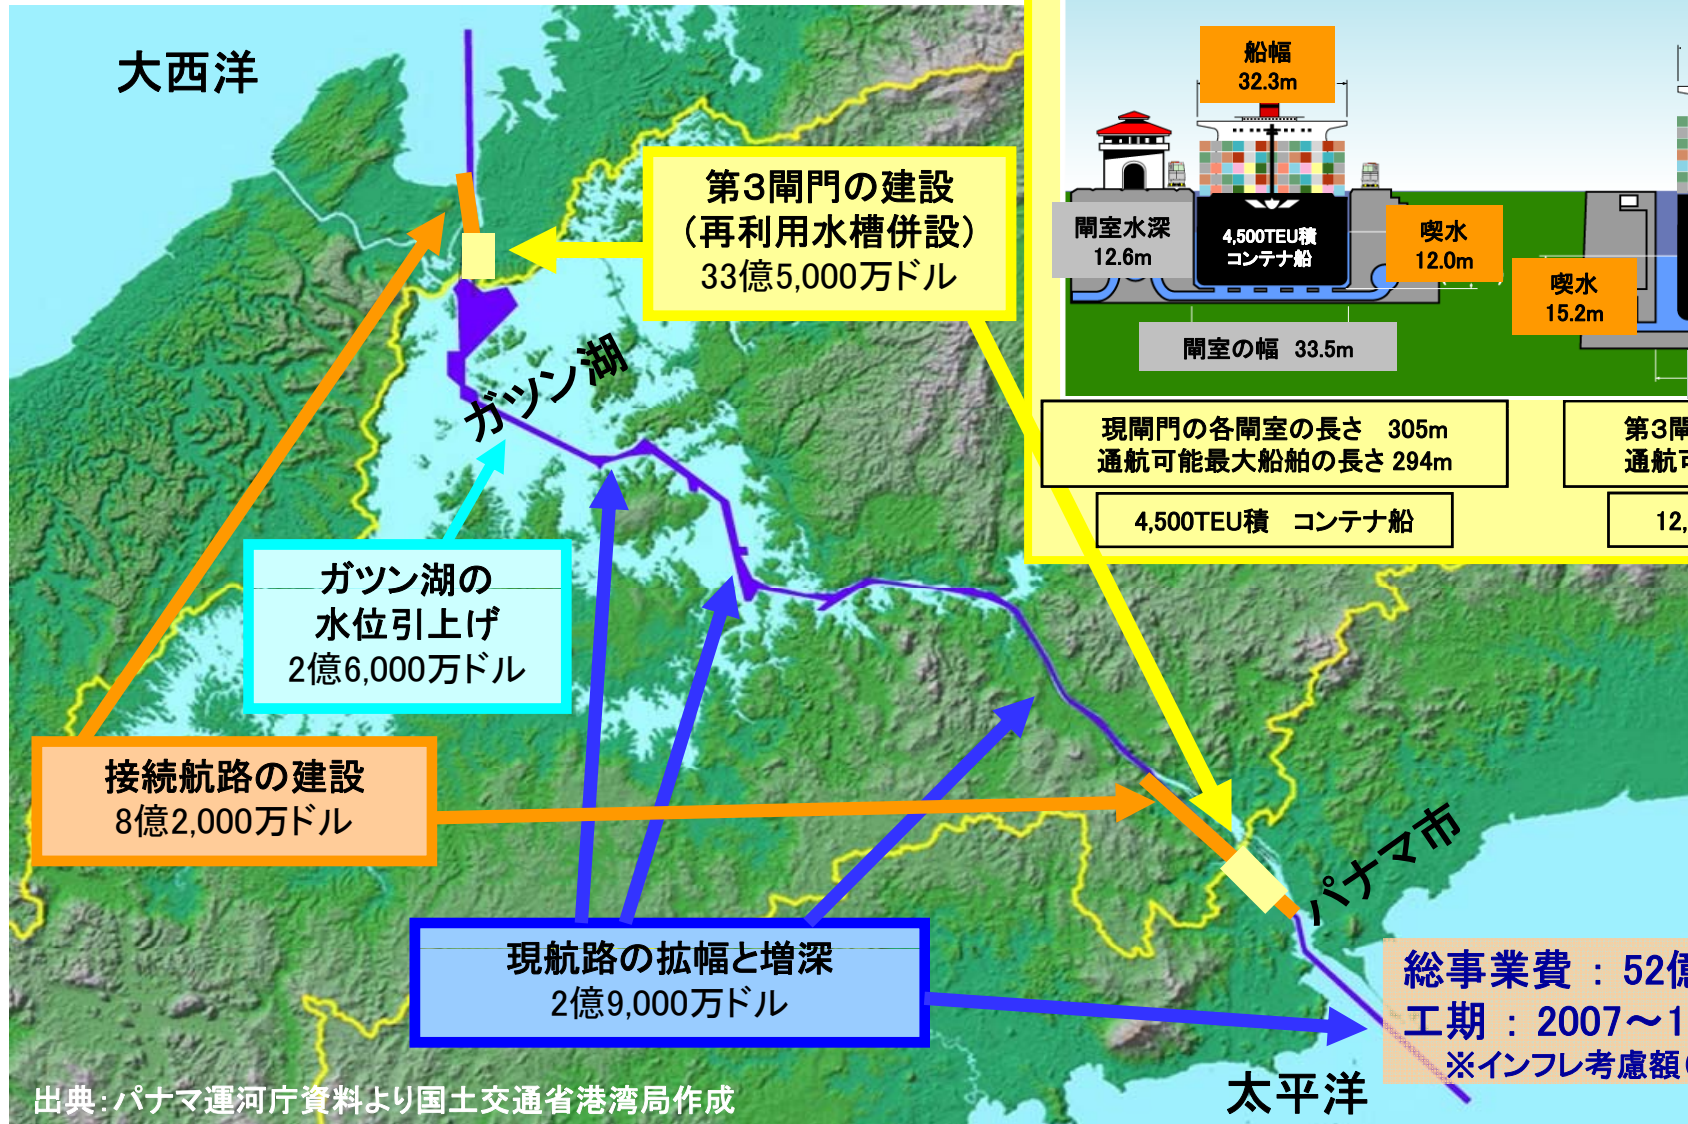 大西洋
船幅
32.3m
第３閘門の建設
（再利用水槽併設）
33億5,000万ドル
閘室水深
12.6m
4,500TEU積
コンテナ船
喫水
12.0m
喫水
15.2m
閘室の幅 33.5m
ガツン湖
現閘門の各閘室の長さ 305m
通航可能最大船舶の長さ 294m
第３閘
通航可
4,500TEU積 コンテナ船
12,
ガツン湖の
水位引上げ
2億6,000万ドル
接続航路の建設
8億2,000万ドル
パナマ市
現航路の拡幅と増深
2億9,000万ドル
総事業費 : 52億
工期 : 2007～1
※インフレ考慮額(
太平洋
出典:パナマ運河庁資料より国土交通省港湾局作成